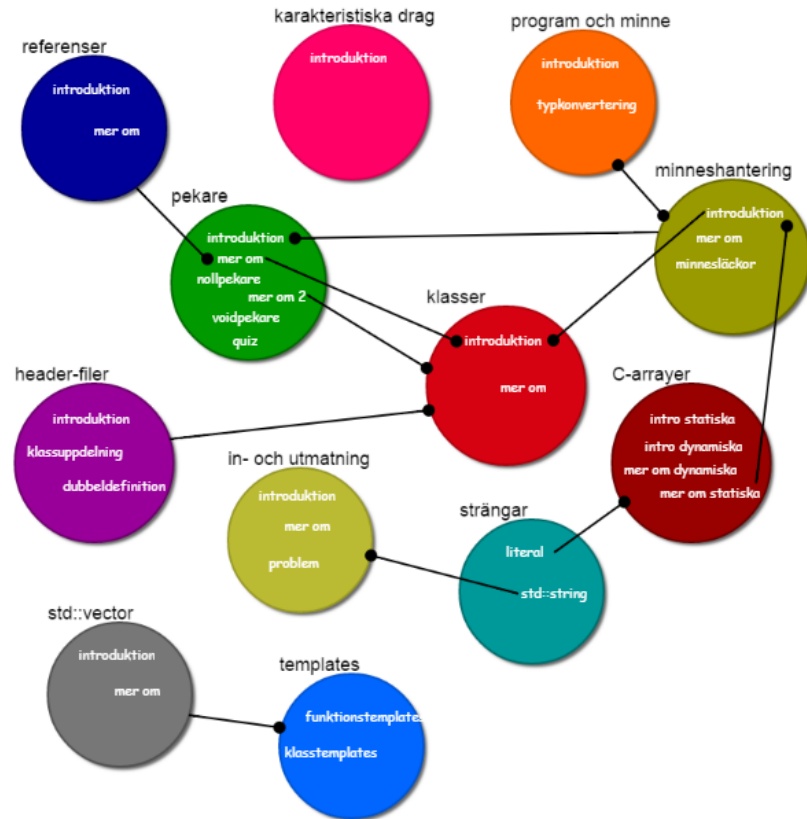 karakteristiska drag
introduktion
program och minne
introduktion
typkonvertering
referenser
introduktion
mer om
minneshantering
introduktion
mer om
minnesläckor
pekare
introduktion
mer om
nollpekare
mer om 2
voidpekare
quiz
klasser
introduktion
mer om
header-filer
introduktion
klassuppdelning
dubbeldefinition
C-arrayer
intro statiska
intro dynamiska
mer om dynamiska
mer om statiska
in- och utmatning
introduktion
mer om
problem
strängar
literal
std::string
std::vector
introduktion
mer om
templates
funktionstemplates
klasstemplates